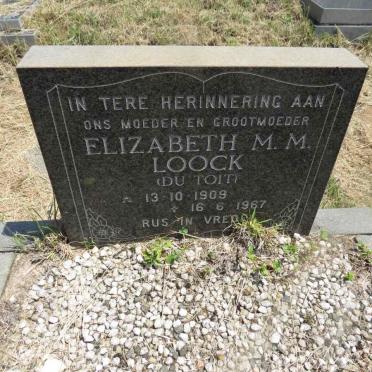 IN TERE HERINNERING AAN
ONS MOEDER EN GROOTMOEDER
ELIZABETH M. M.
LOOCK
(DU TOIT)
* 13-10-1909
16-6-1967
RUS IN VREDE